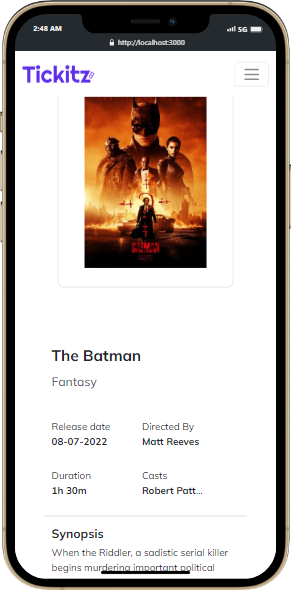 2:48 AM
5G
http://localhost:3000
Tickitz
BATMAN
The Batman
Fantasy
Release date
Directed By
08-07-2022
Matt Reeves
Duration
Casts
1h 30m
Robert Patt...
Synopsis
When the Riddler, a sadistic serial killer
begins murdering important political